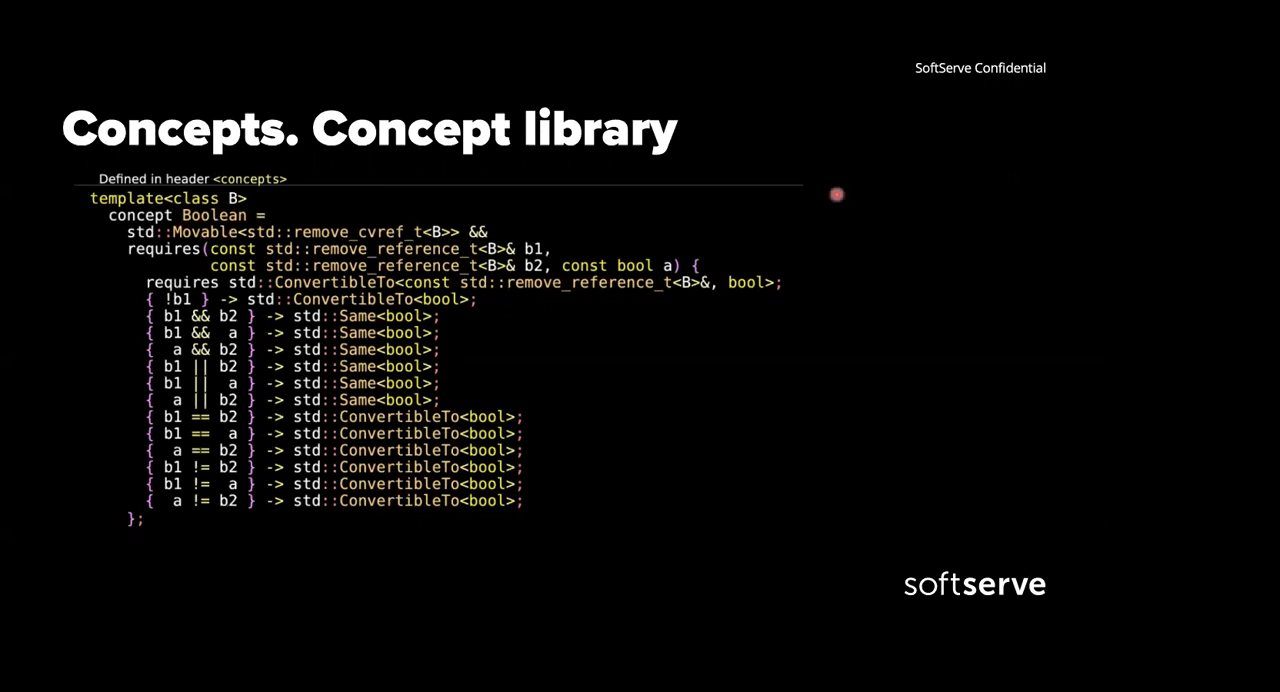 SoftServe Confidential
Concepts. Concept library
Defined in header <concepts>
template<class B>
  concept Boolean =
    std::Movable<std::remove_cvref_t<B>> &&
    requires(const std::remove_reference_t<B>& b1,
             const std::remove_reference_t<B>& b2, const bool a) {
      requires std::ConvertibleTo<const std::remove_reference_t<B>&, bool>;
      { !b1 } -> std::ConvertibleTo<bool>;
      { b1 && b2 } -> std::Same<bool>;
      { b1 &&  a } -> std::Same<bool>;
      {  a && b2 } -> std::Same<bool>;
      { b1 || b2 } -> std::Same<bool>;
      { b1 ||  a } -> std::Same<bool>;
      {  a || b2 } -> std::Same<bool>;
      { b1 == b2 } -> std::ConvertibleTo<bool>;
      { b1 ==  a } -> std::ConvertibleTo<bool>;
      {  a == b2 } -> std::ConvertibleTo<bool>;
      { b1 != b2 } -> std::ConvertibleTo<bool>;
      { b1 !=  a } -> std::ConvertibleTo<bool>;
      {  a != b2 } -> std::ConvertibleTo<bool>;
    };
softserve